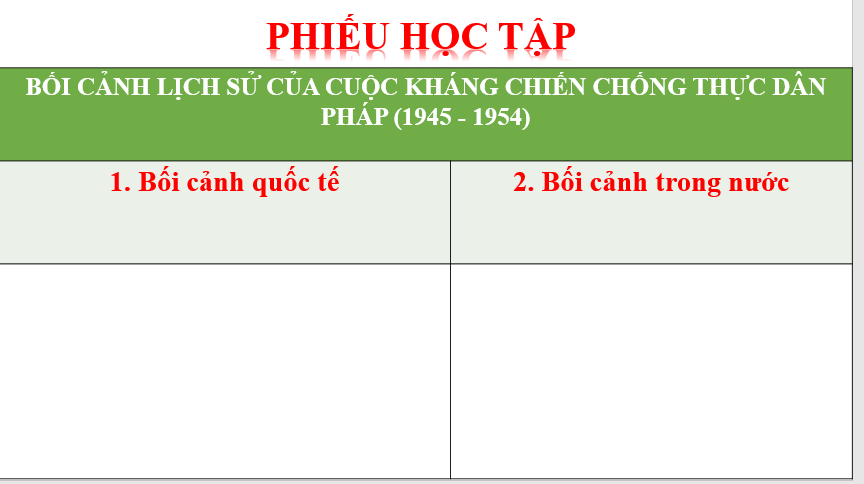 PHIẾU HỌC TẬP
BỐI CẢNH LỊCH SỬ CỦA CUỘC KHÁNG CHIẾN CHỐNG THỰC DÂN
PHÁP (1945 - 1954)
1. Bối cảnh quốc tế
2. Bối cảnh trong nước